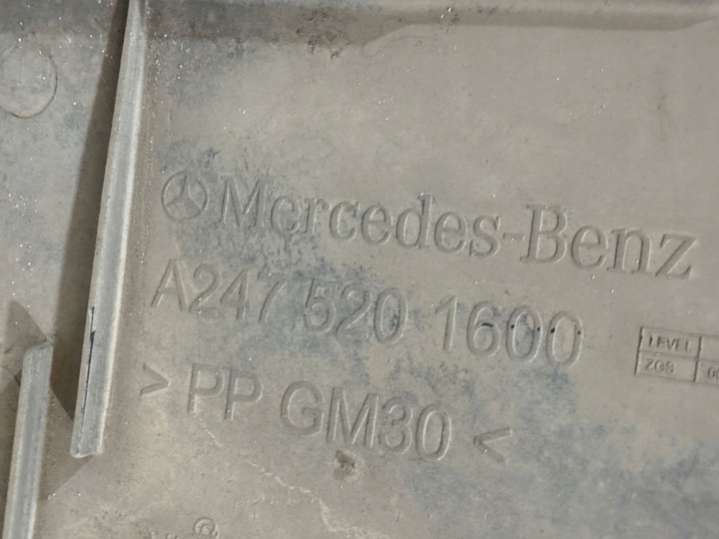 Mercedes-Benz
A247 520 1600
> PP GM30 <
LEVEL
ZGS
®